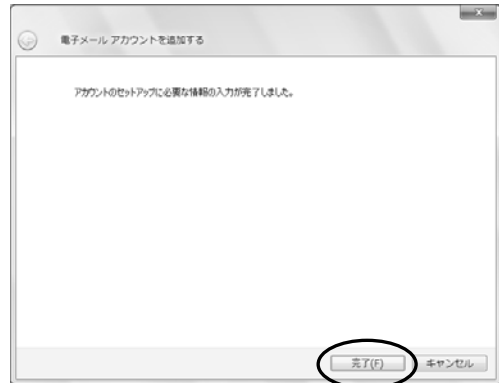 電子メール アカウントを追加する
アカウントのセットアップに必要な情報の入力が完了しました。
完了(F)
キャンセル